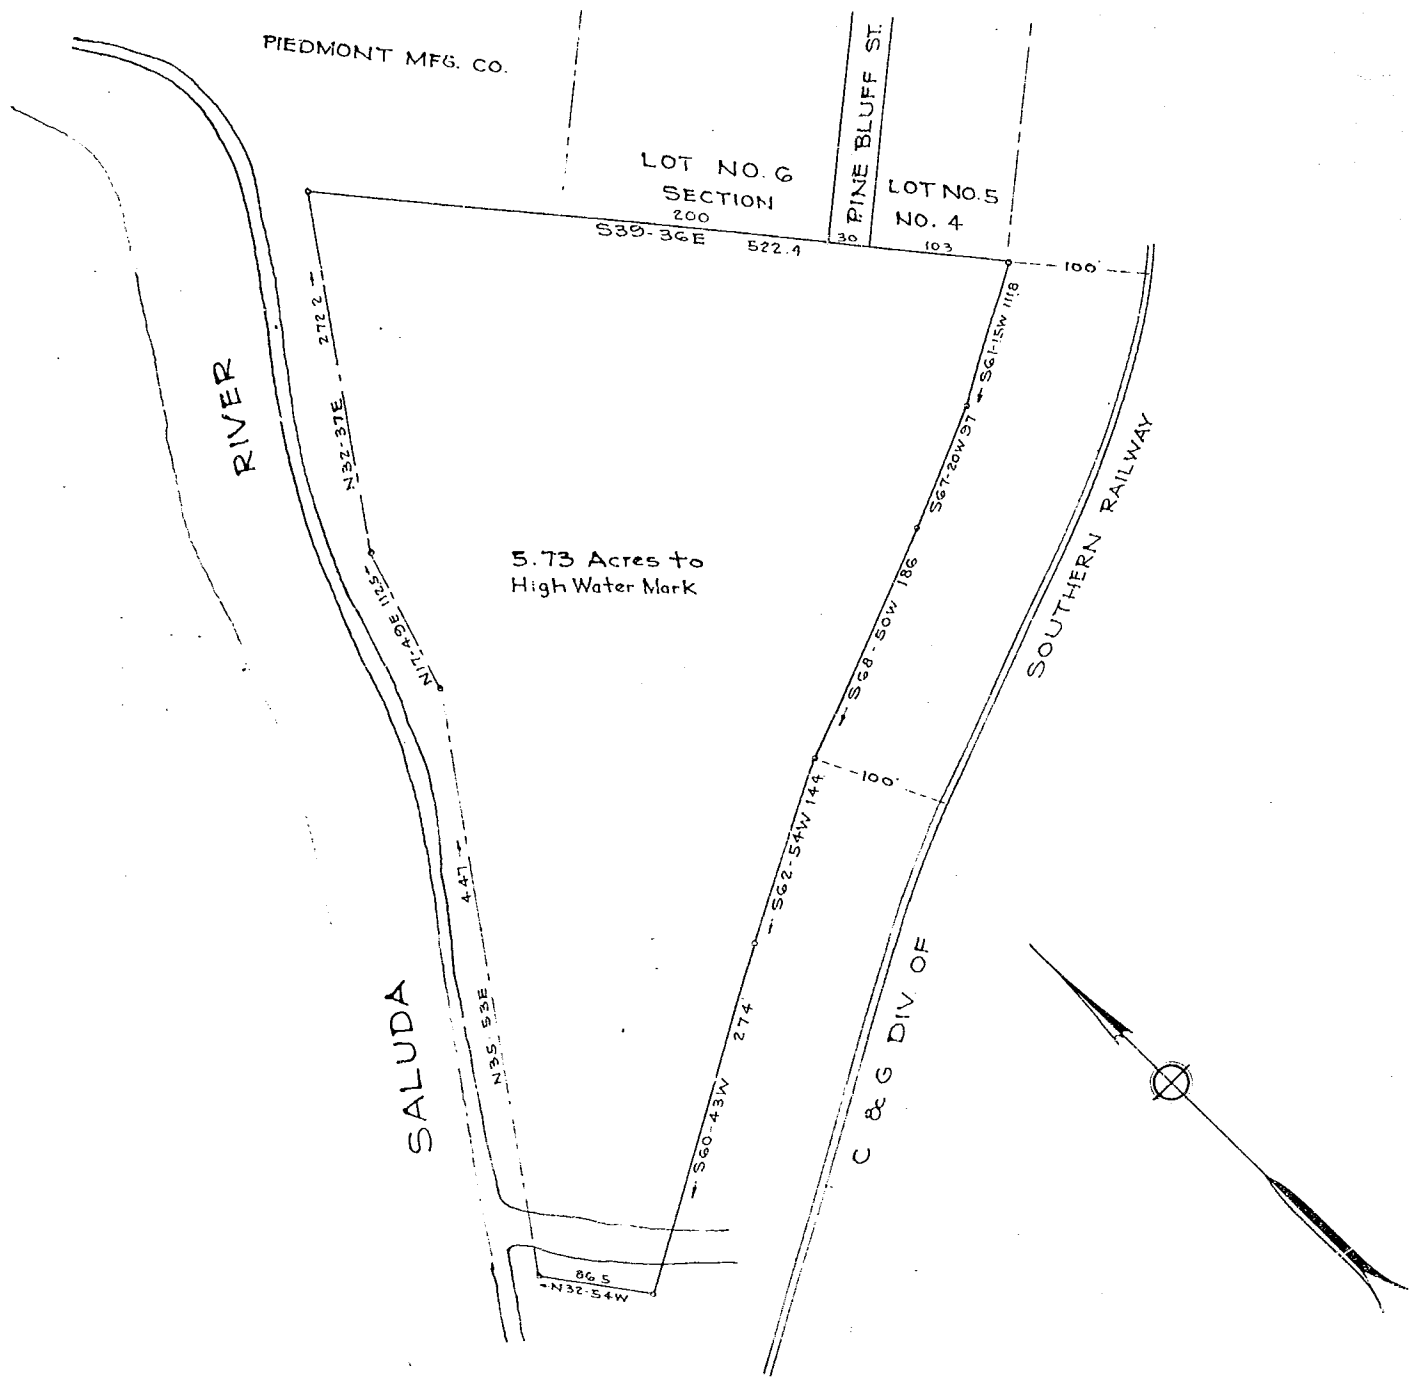 PIEDMONT MFG. CO.
PINE BLUFF ST.
LOT NO. 6
SECTION
LOT NO. 5
NO. 4
200
S39-36E 522.4
30
103
100'
272.2
N32-37E
S61-15W 111.8
S67-20W 97
RIVER
SOUTHERN RAILWAY
5.73 Acres to
High Water Mark
N17-49E 112.5
S68-50W 186
100'
S62-54W 144
447
N35-53E
274
S60-43W
SALUDA
C & G DIV. OF
86.5
N32-54W